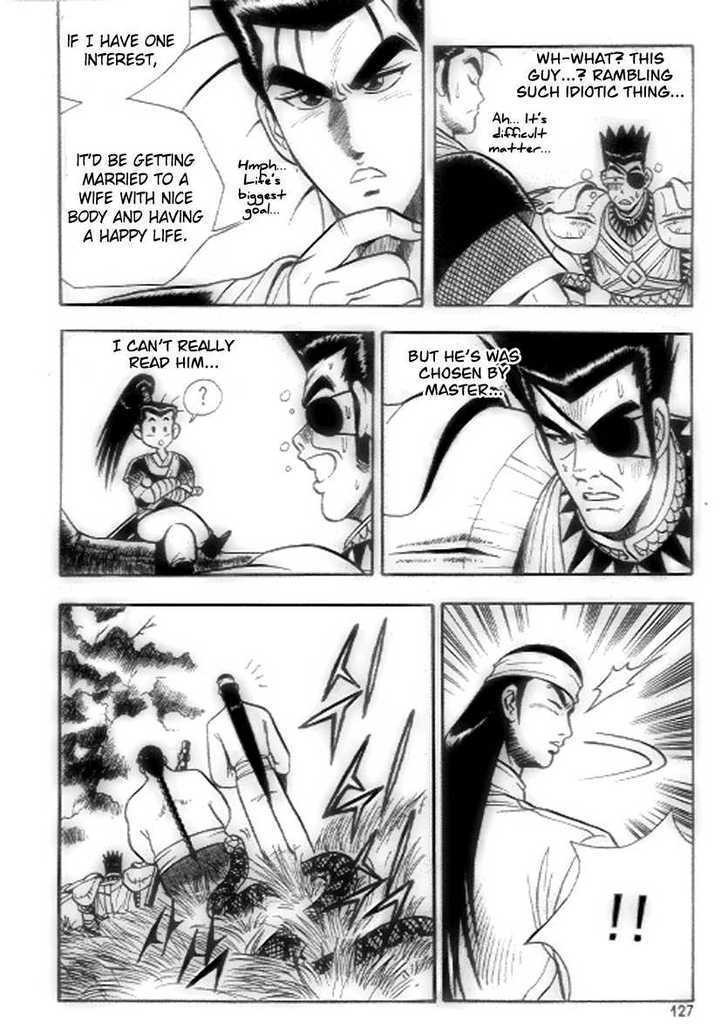 IF I HAVE ONE
INTEREST,
IT'D BE GETTING
MARRIED TO A
WIFE WITH NICE
BODY AND HAVING
A HAPPY LIFE.
Hmph...
Life's
biggest
goal...
WH-WHAT? THIS
GUY...? RAMBLING
SUCH IDIOTIC THING...
Ah... It's
difficult
matter...
I CAN'T REALLY
READ HIM...
?
BUT HE'S WAS
CHOSEN BY
MASTER...
!!
127